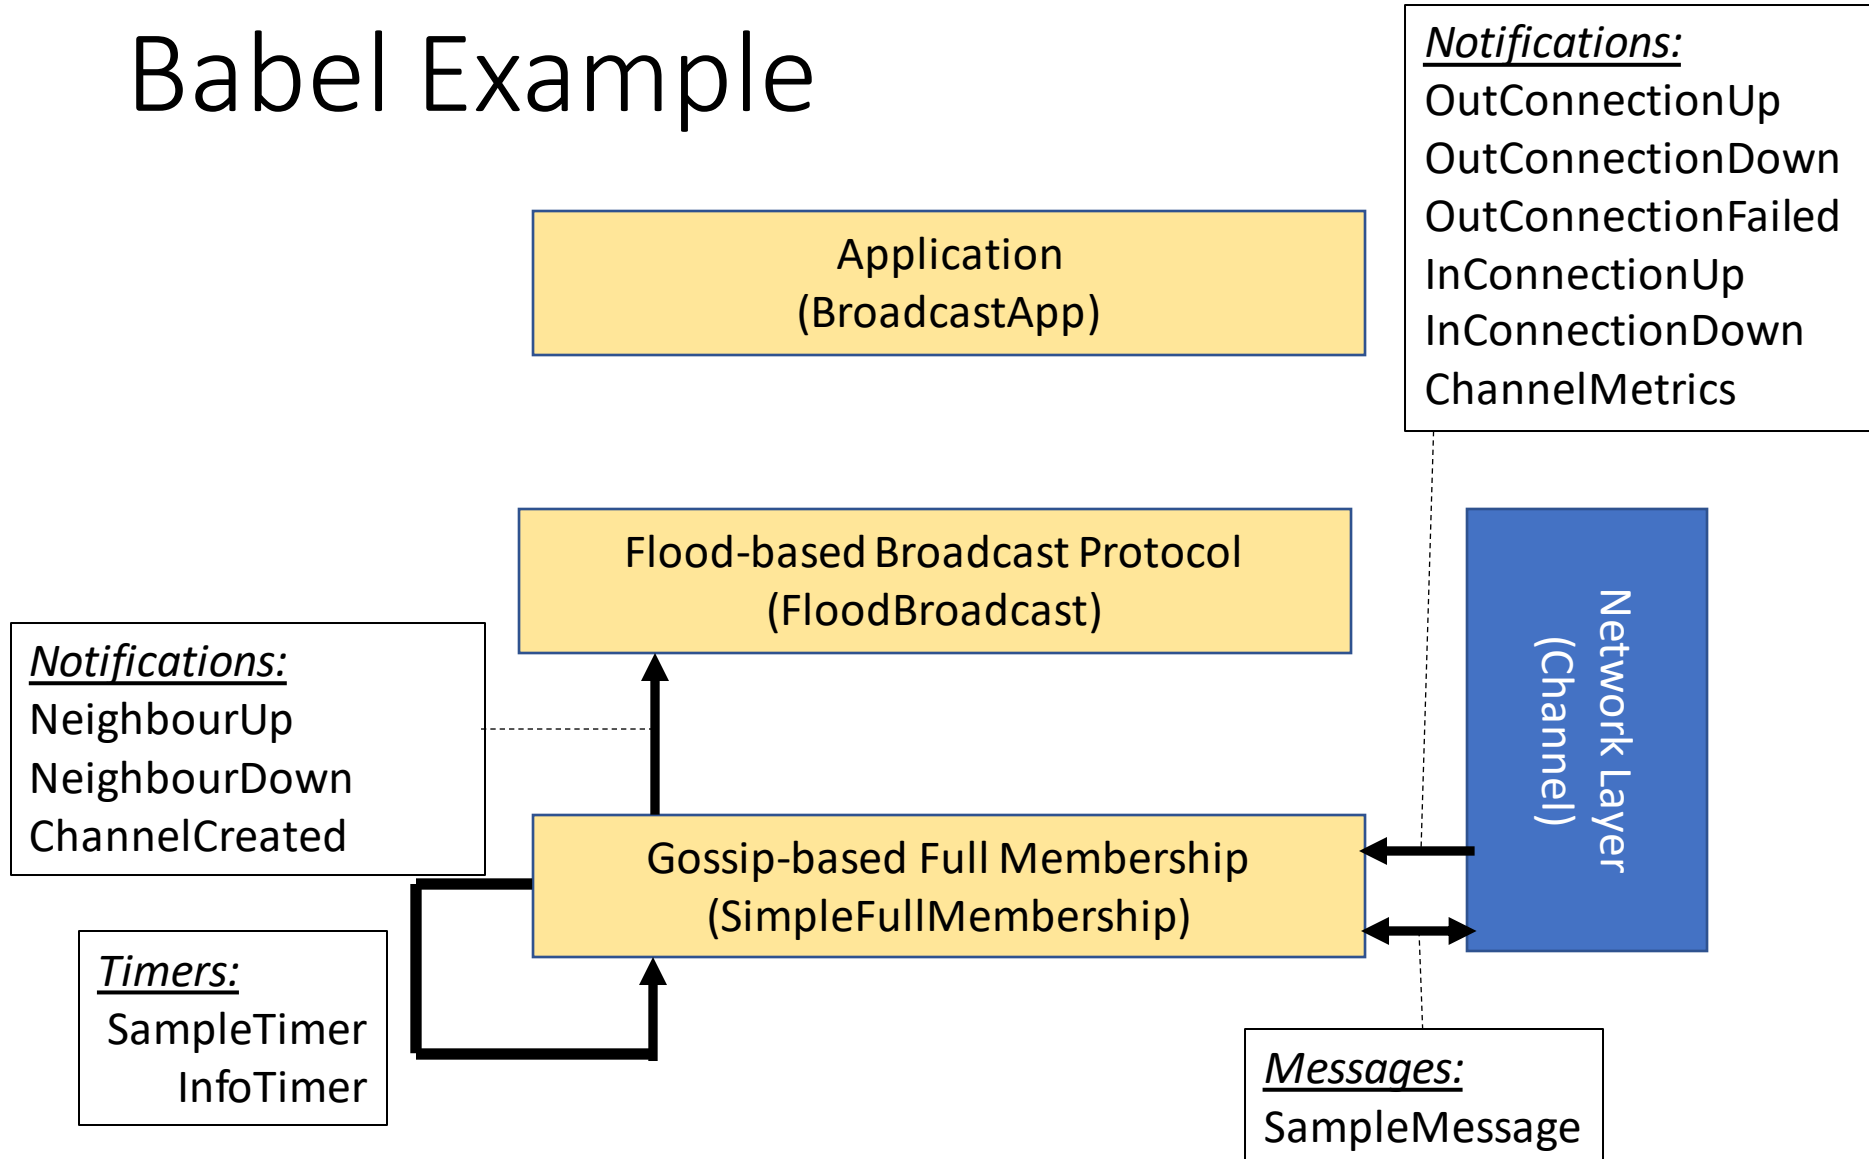 Babel Example
Notifications:
OutConnectionUp
OutConnectionDown
OutConnectionFailed
InConnectionUp
InConnectionDown
ChannelMetrics
Application
(BroadcastApp)
Flood-based Broadcast Protocol
(FloodBroadcast)
Network Layer
(Channel)
Notifications:
NeighbourUp
NeighbourDown
ChannelCreated
Gossip-based Full Membership
(SimpleFullMembership)
Timers:
SampleTimer
InfoTimer
Messages:
SampleMessage